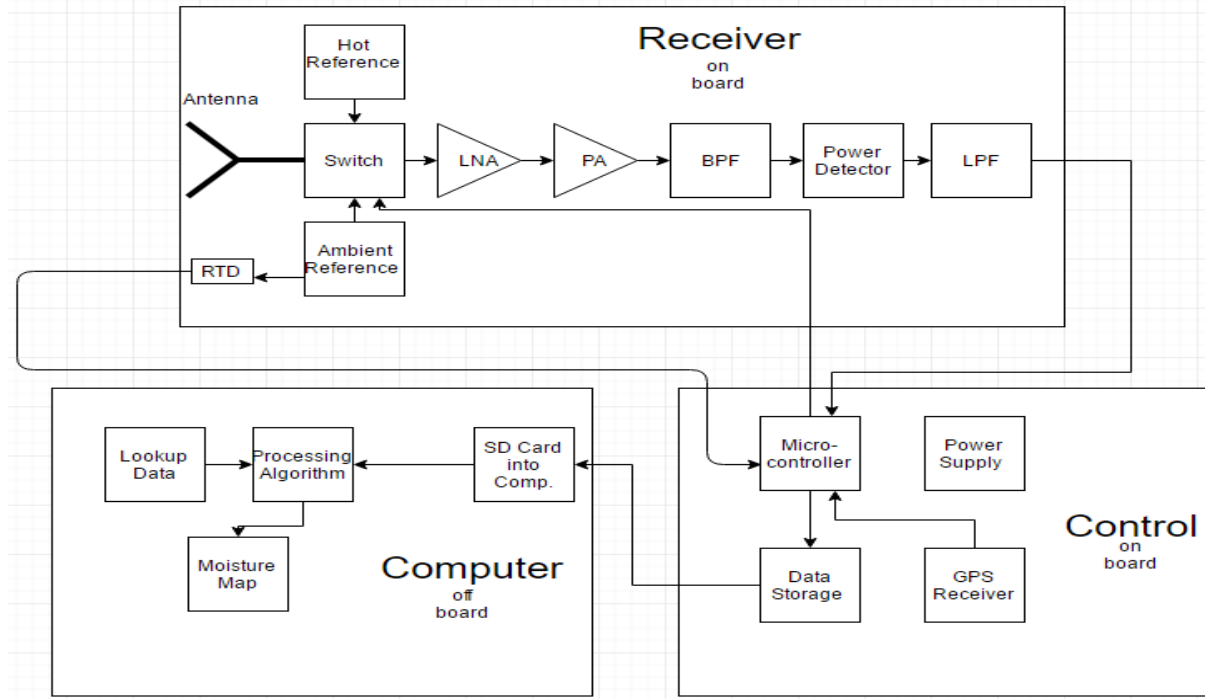 Receiver
on
board
Hot
Reference
Antenna
Switch
LNA
PA
BPF
Power
Detector
LPF
Ambient
Reference
RTD
Lookup
Data
Processing
Algorithm
SD Card
into
Comp.
Moisture
Map
Computer
off
board
Micro-
controller
Power
Supply
Control
on
board
Data
Storage
GPS
Receiver